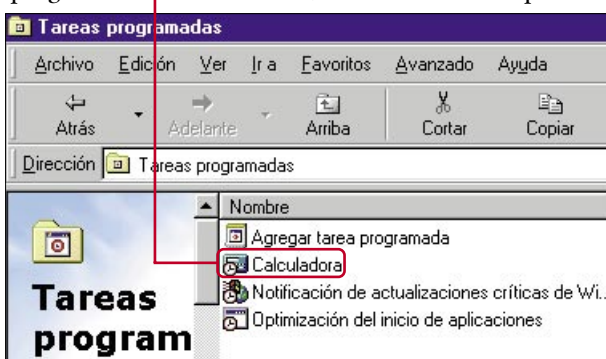 Tareas programadas
Archivo Edición Ver Ir a Favoritos Avanzado Ayuda
Atrás Adelante Arriba Cortar Copiar
Dirección Tareas programadas
Nombre
Agregar tarea programada
Calculadora
Notificación de actualizaciones críticas de Wi...
Optimización del inicio de aplicaciones
Tareas
program